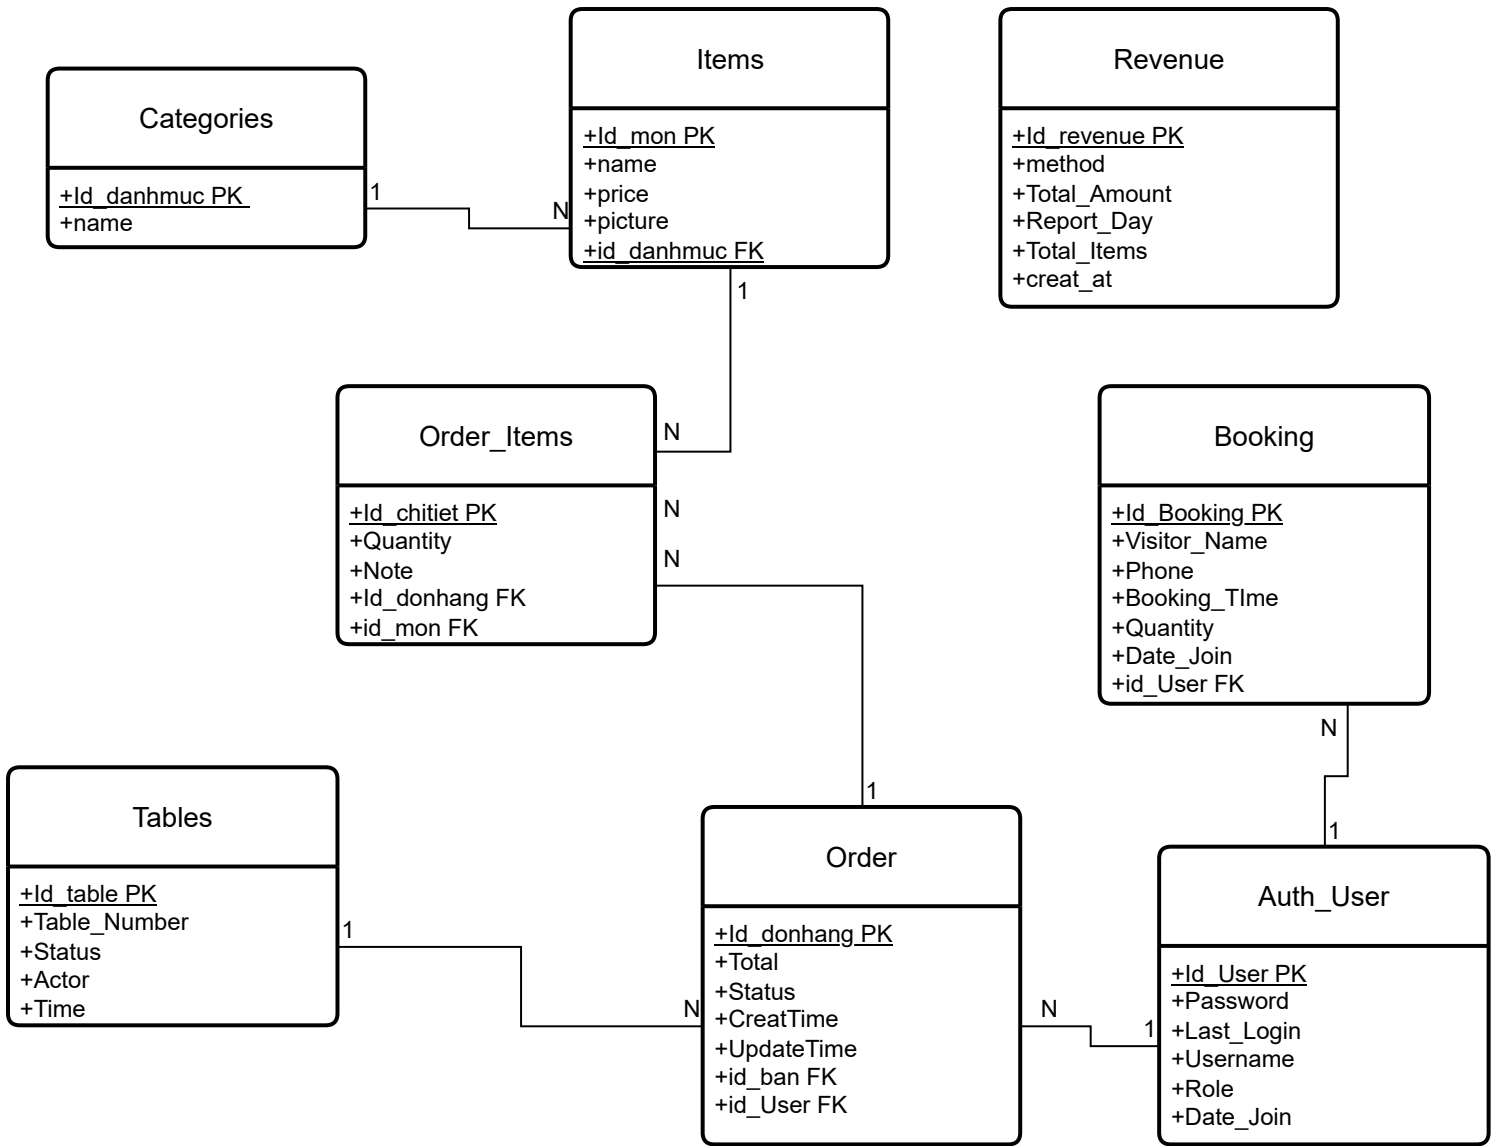 Items
+Id_mon PK
+name
+price
+picture
+id_danhmuc FK
Revenue
+Id_revenue PK
+method
+Total_Amount
+Report_Day
+Total_Items
+creat_at
Categories
+Id_danhmuc PK
+name
1
N
1
Order_Items
+Id_chitiet PK
+Quantity
+Note
+Id_donhang FK
+id_mon FK
N
N
N
1
Booking
+Id_Booking PK
+Visitor_Name
+Phone
+Booking_TIme
+Quantity
+Date_Join
+id_User FK
N
1
Tables
+Id_table PK
+Table_Number
+Status
+Actor
+Time
1
N
Order
+Id_donhang PK
+Total
+Status
+CreatTime
+UpdateTime
+id_ban FK
+id_User FK
N
1
Auth_User
+Id_User PK
+Password
+Last_Login
+Username
+Role
+Date_Join